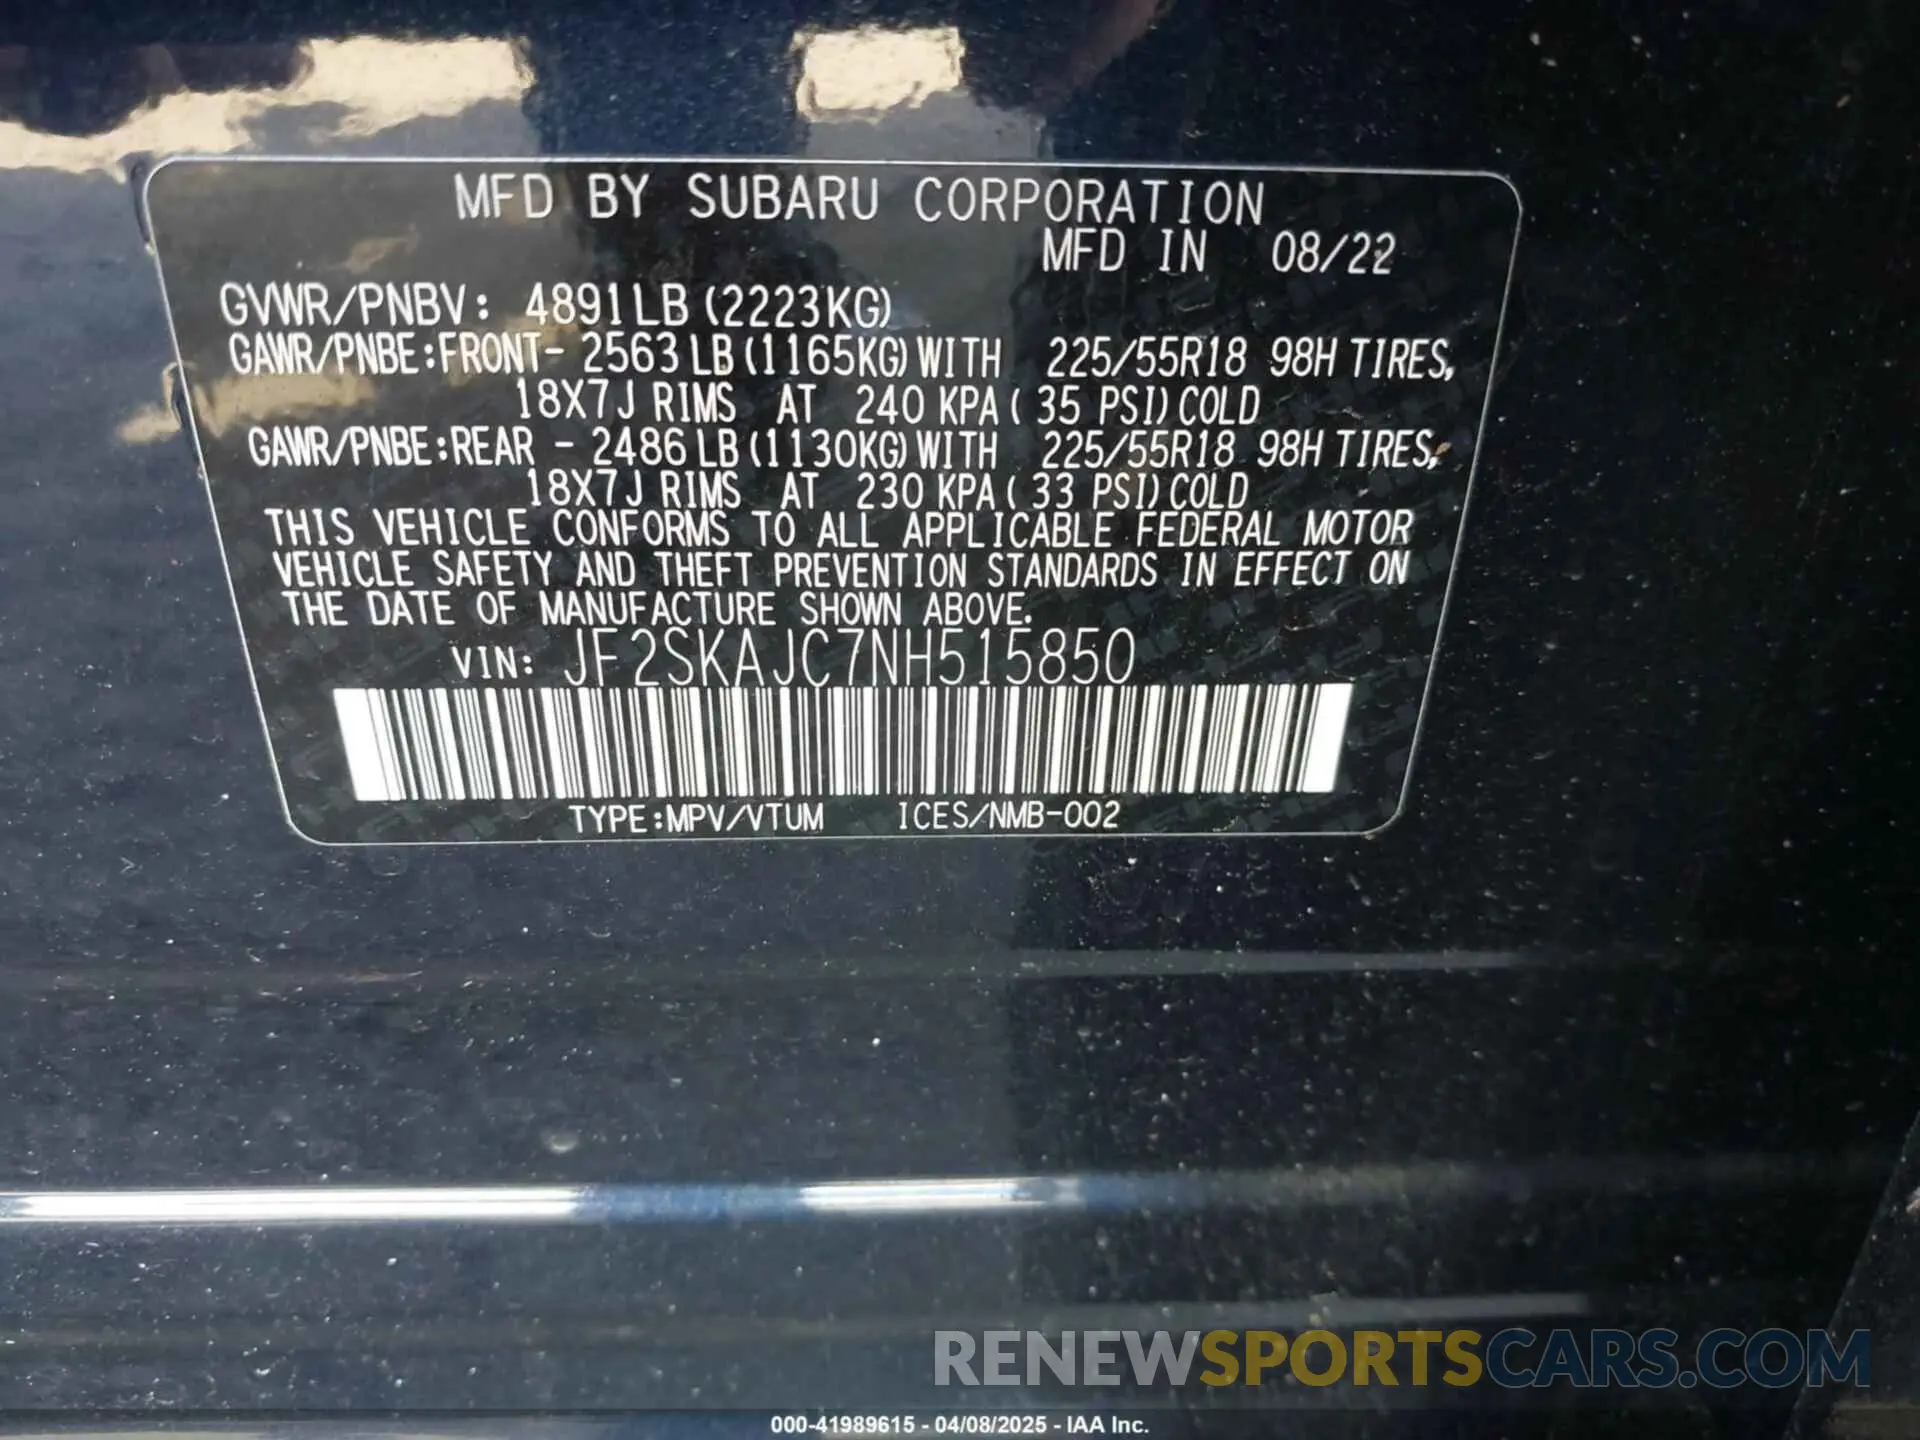 MFD BY SUBARU CORPORATION
MFD IN 08/22
GVWR/PNBV: 4891LB (2223KG)
GAWR/PNBE:FRONT- 2563 LB (1165KG) WITH 225/55R18 98H TIRES,
18X7J RIMS AT 240 KPA ( 35 PSI) COLD
GAWR/PNBE:REAR - 2486 LB (1130KG) WITH 225/55R18 98H TIRES,
18X7J RIMS AT 230 KPA ( 33 PSI) COLD
THIS VEHICLE CONFORMS TO ALL APPLICABLE FEDERAL MOTOR
VEHICLE SAFETY AND THEFT PREVENTION STANDARDS IN EFFECT ON
THE DATE OF MANUFACTURE SHOWN ABOVE.
VIN: JF2SKAJC7NH515850
TYPE:MPV/VTUM ICES/NMB-002
RENEWSPORTSCARS.COM
000-41989615 - 04/08/2025 - IAA Inc.